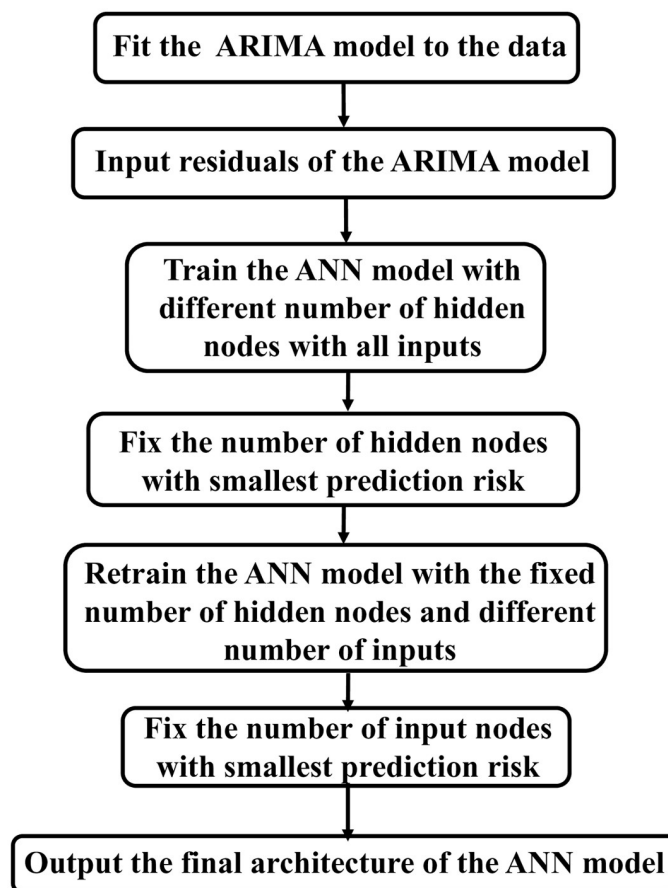 Fit the ARIMA model to the data
Input residuals of the ARIMA model
Train the ANN model with
different number of hidden
nodes with all inputs
Fix the number of hidden nodes
with smallest prediction risk
Retrain the ANN model with the fixed
number of hidden nodes and different
number of inputs
Fix the number of input nodes
with smallest prediction risk
Output the final architecture of the ANN model